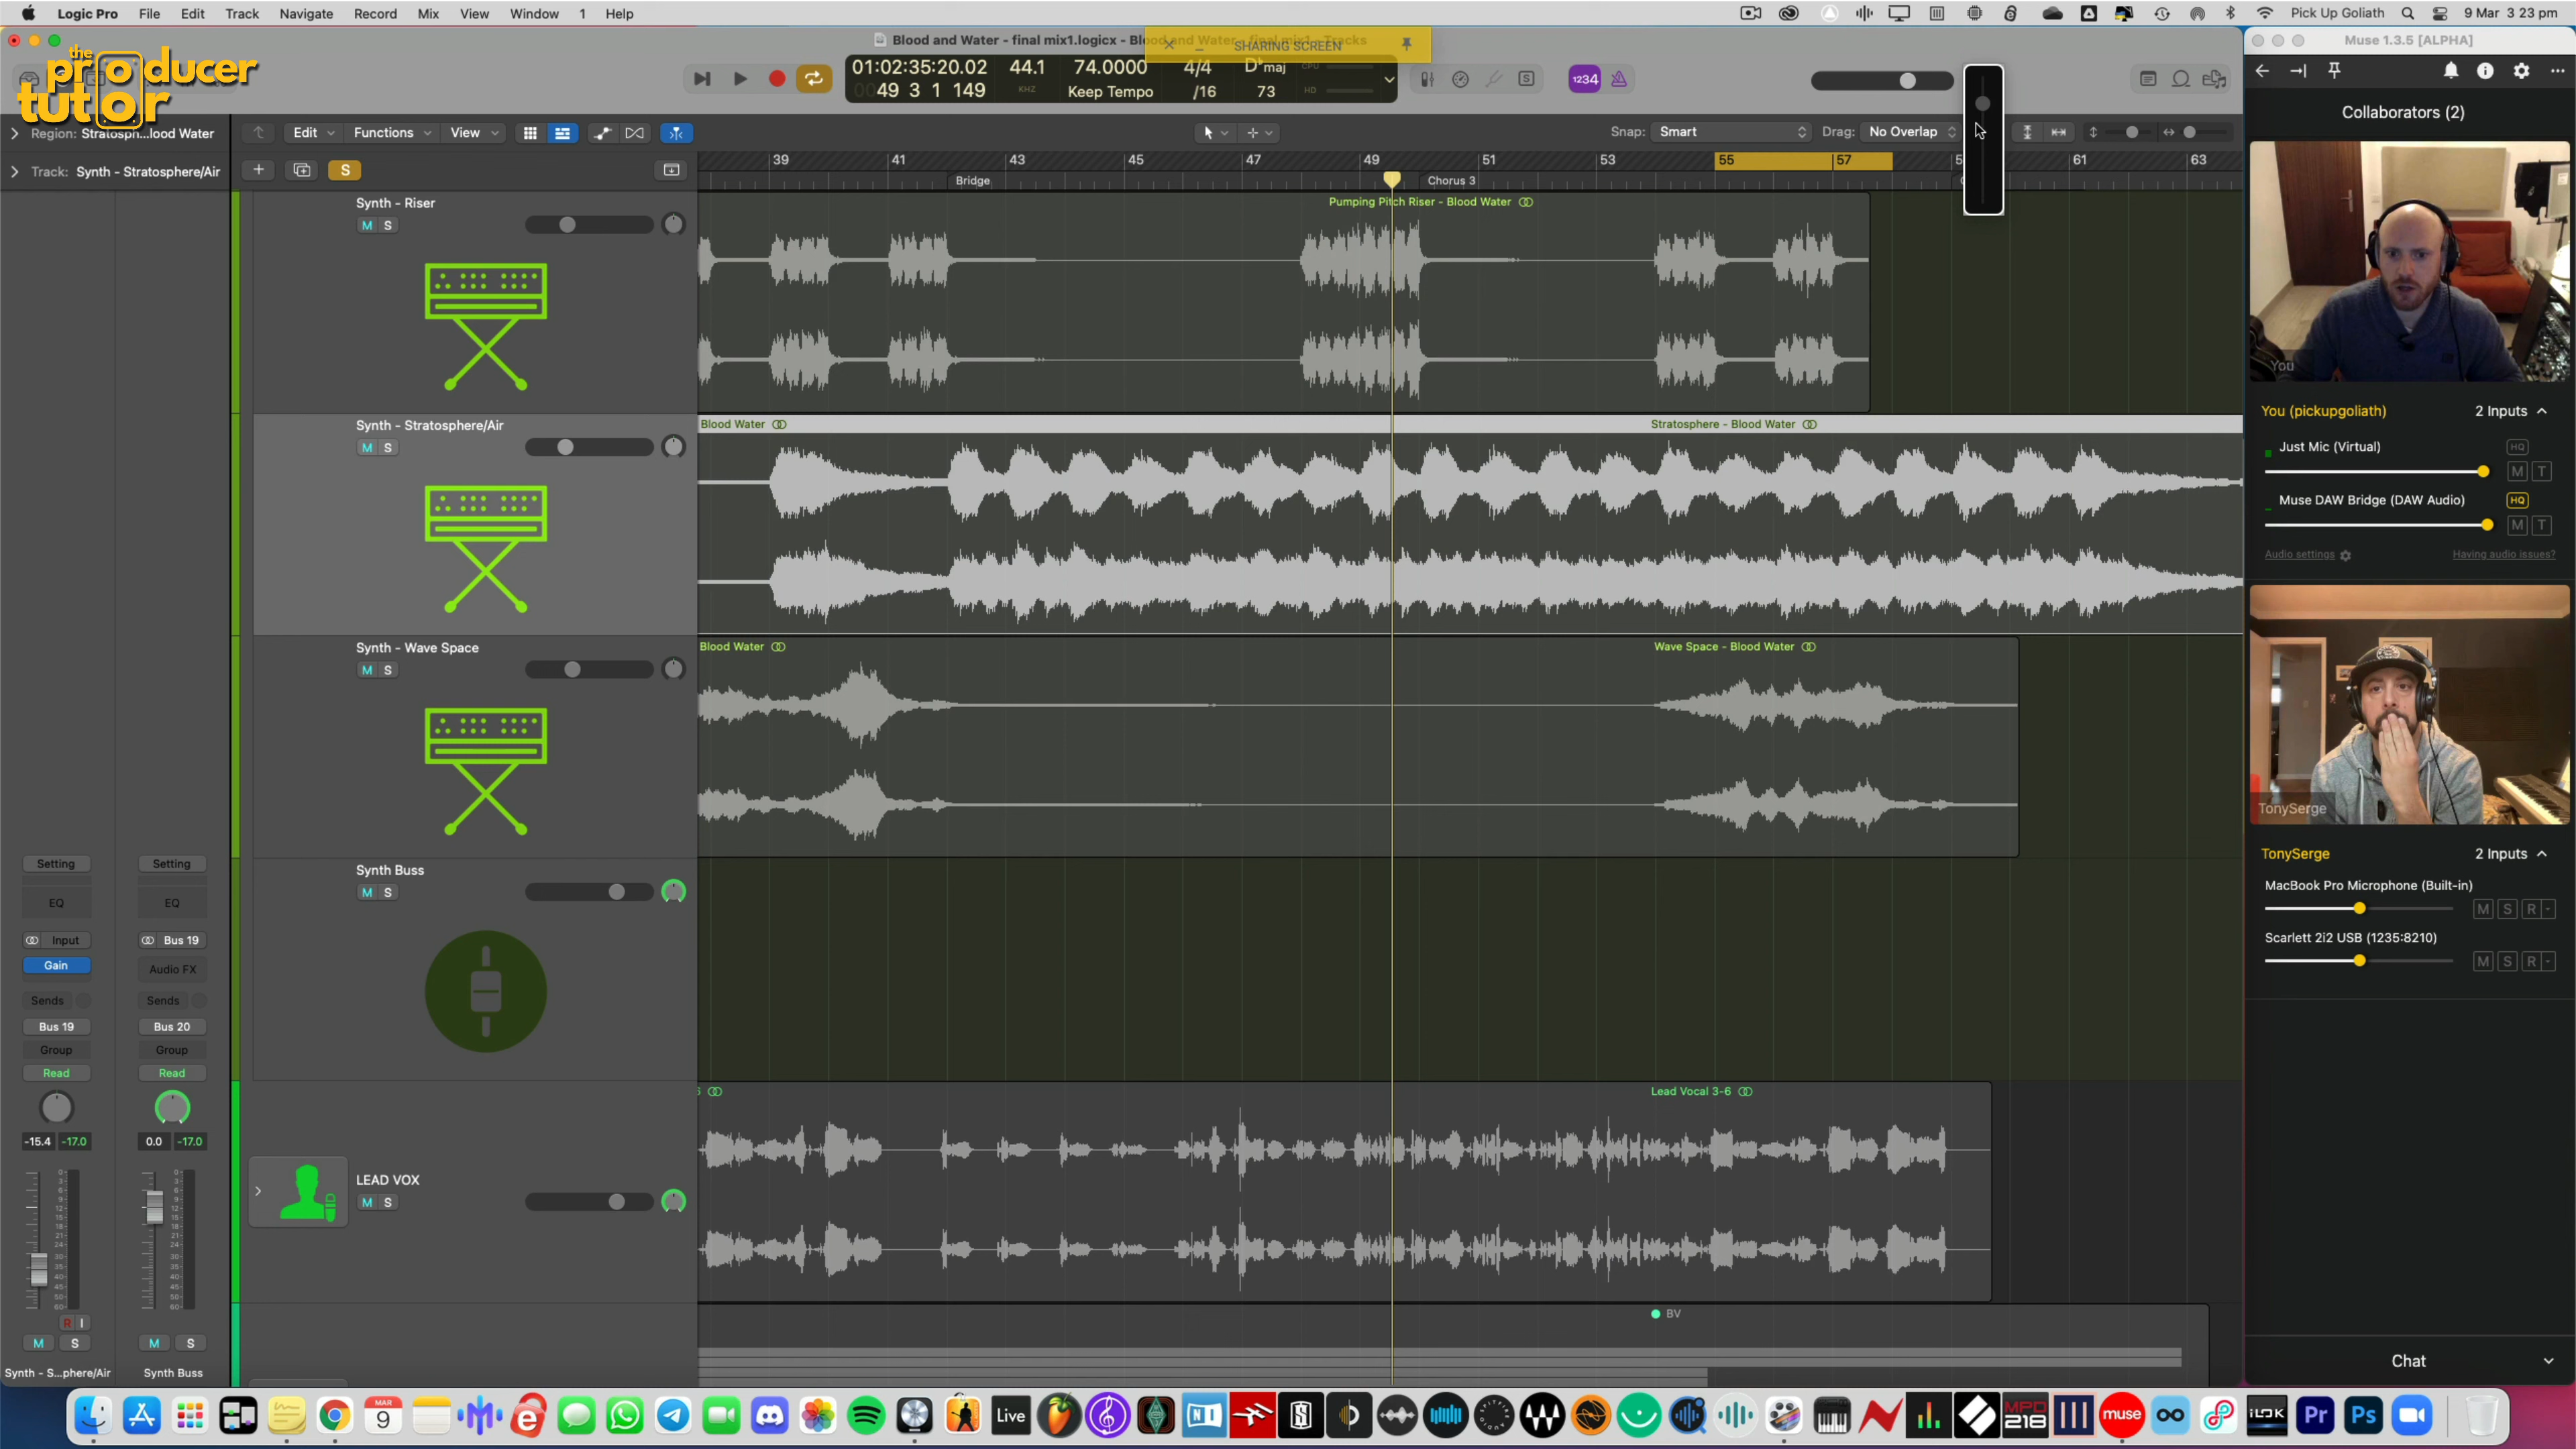 Logic Pro File Edit Track Navigate Record Mix View Window 1 Help
Pick Up Goliath 9 Mar 3 23 pm
the producer tutor
Blood and Water - final mix1.logicx - Blood and Water - final mix1 - Tracks
SHARING SCREEN
01:02:35:20.02 44.1 74.0000 4/4 D♭maj CPU
0049 3 1 149 KHZ Keep Tempo /16 73 HD
1234
Region: Stratosph...lood Water
Edit Functions View
Snap: Smart Drag: No Overlap
Track: Synth - Stratosphere/Air
S
39 41 43 45 47 49 51 53 55 57 61 63
Bridge Chorus 3
Synth - Riser
M S
Pumping Pitch Riser - Blood Water
Synth - Stratosphere/Air
M S
Blood Water
Stratosphere - Blood Water
Synth - Wave Space
M S
Blood Water
Wave Space - Blood Water
Synth Buss
M S
Lead Vocal 3-6
LEAD VOX
M S
BV
Setting Setting
EQ EQ
Input Bus 19
Gain Audio FX
Sends Sends
Bus 19 Bus 20
Group Group
Read Read
-15.4 -17.0 0.0 -17.0
R I
M S M S
Synth - S...phere/Air Synth Buss
Muse 1.3.5 [ALPHA]
Collaborators (2)
You
You (pickupgoliath) 2 Inputs
Just Mic (Virtual) HQ
M T
Muse DAW Bridge (DAW Audio) HQ
M T
Audio settings Having audio issues?
TonySerge
TonySerge 2 Inputs
MacBook Pro Microphone (Built-in)
M S R -
Scarlett 2i2 USB (1235:8210)
M S R -
Chat
MAR
9
Live
MPD
218
muse
iLOK
Pr
Ps